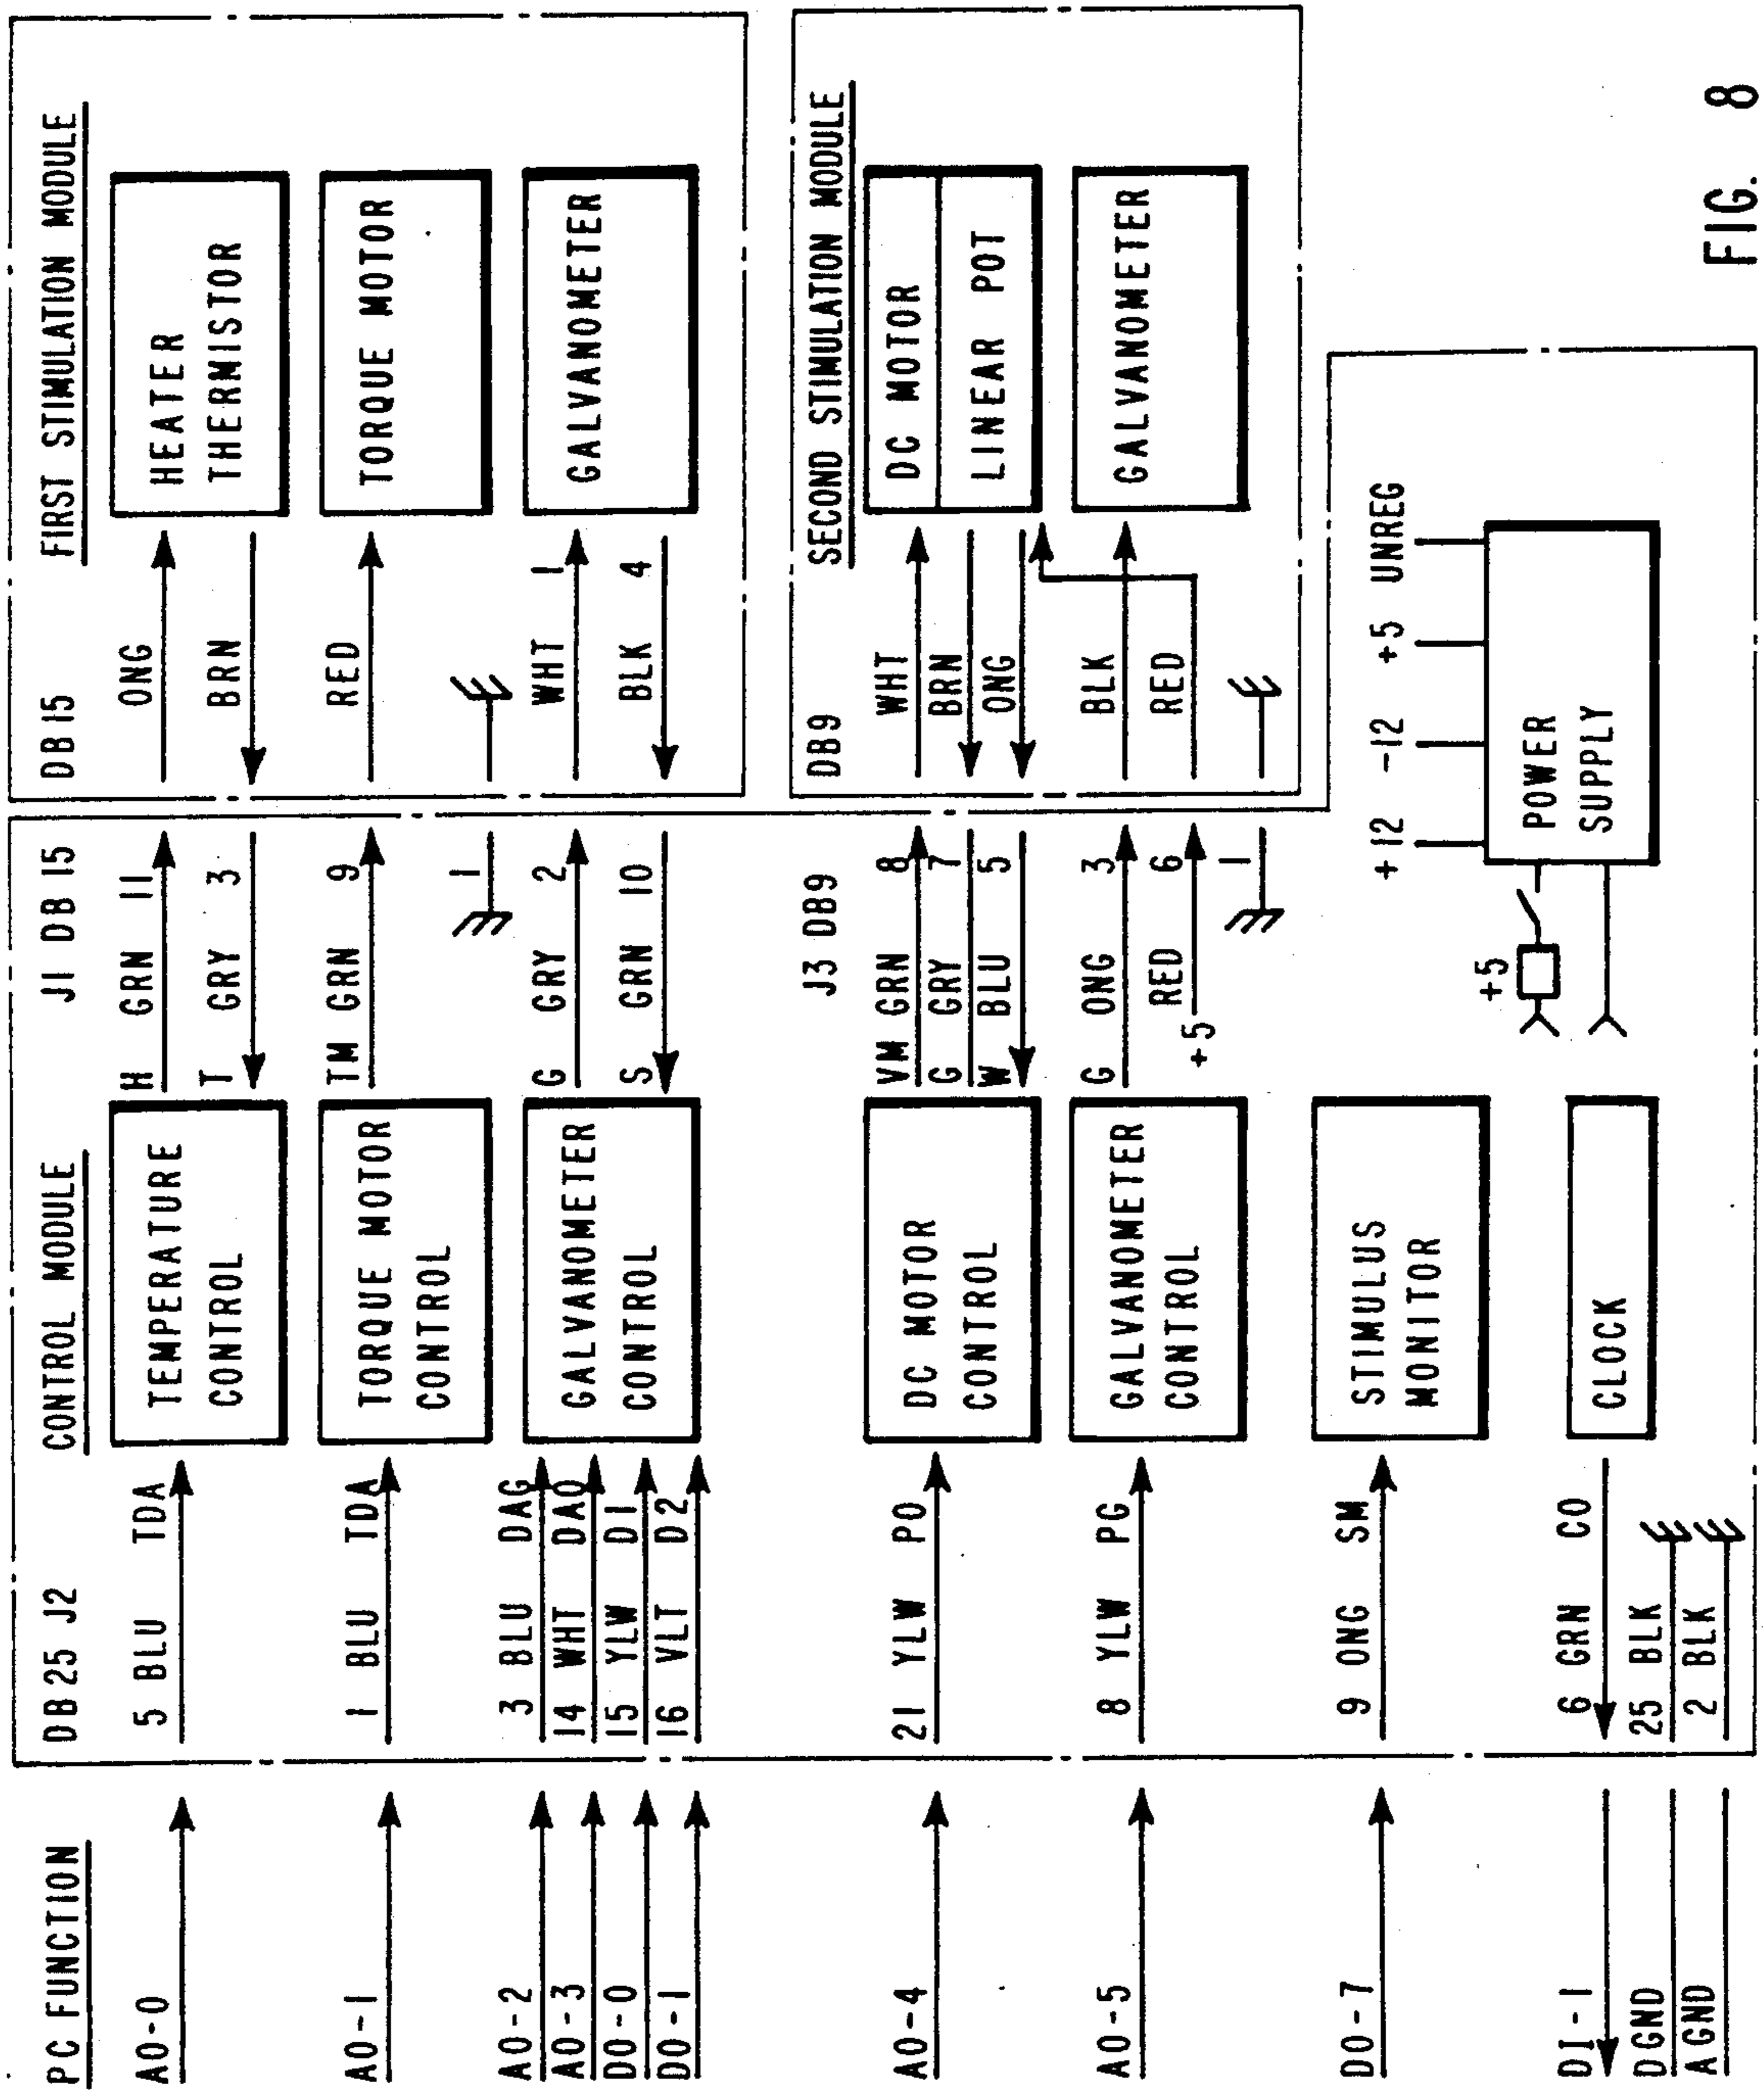 PC FUNCTION
AO-0
AO-1
AO-2
AO-3
DO-0
DO-1
AO-4
AO-5
DO-7
DI-1
DGND
AGND
DB25 J2
CONTROL MODULE
J1 DB 15
5 BLU TDA
TEMPERATURE
CONTROL
H GRN 11
T GRY 3
1 BLU TDA
TORQUE MOTOR
CONTROL
TM GRN 9
1
3 BLU DAG
14 WHT DAO
15 YLW D1
16 VLT D2
GALVANOMETER
CONTROL
G GRY 2
S GRN 10
J3 DB9
21 YLW PO
DC MOTOR
CONTROL
VM GRN 8
G GRY 7
W BLU 5
8 YLW PG
GALVANOMETER
CONTROL
G ONG 3
RED 6
+5
1
9 ONG SM
STIMULUS
MONITOR
6 GRN CO
25 BLK
2 BLK
CLOCK
+5
POWER
SUPPLY
+12 -12 +5 UNREG
DB15
FIRST STIMULATION MODULE
ONG
BRN
HEATER
THERMISTOR
RED
TORQUE MOTOR
WHT 1
BLK 4
GALVANOMETER
DB9
SECOND STIMULATION MODULE
WHT
BRN
ONG
DC MOTOR
LINEAR POT
BLK
RED
GALVANOMETER
FIG. 8